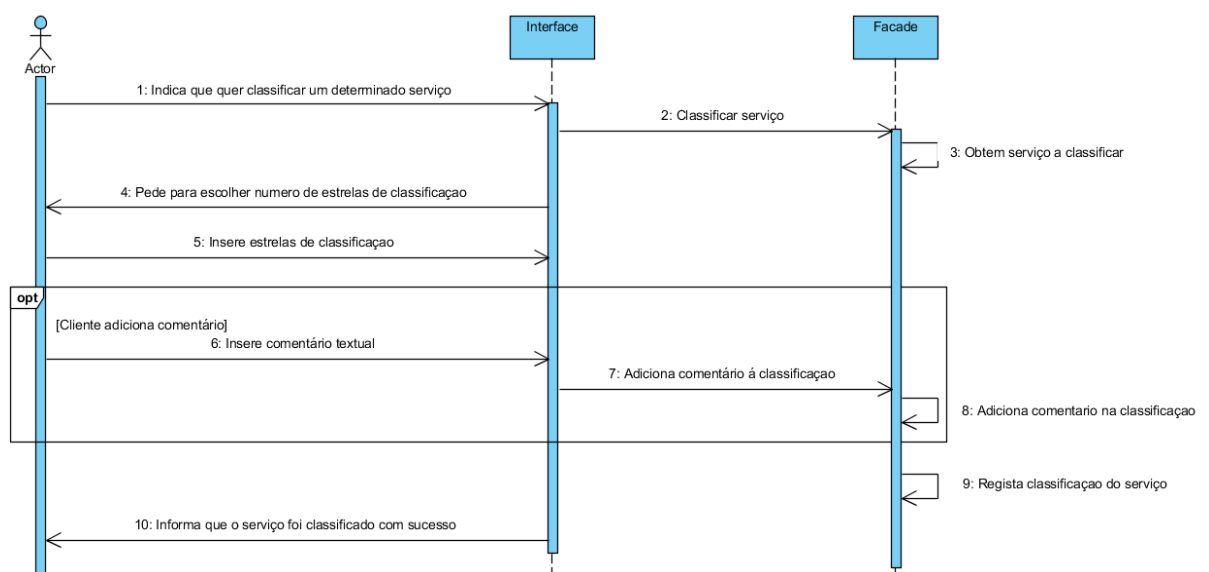 Interface
Facade
Actor
1: Indica que quer classificar um determinado serviço
2: Classificar serviço
3: Obtem serviço a classificar
4: Pede para escolher numero de estrelas de classificaçao
5: Insere estrelas de classificaçao
opt
[Cliente adiciona comentário]
6: Insere comentário textual
7: Adiciona comentário á classificaçao
8: Adiciona comentario na classificaçao
9: Regista classificaçao do serviço
10: Informa que o serviço foi classificado com sucesso